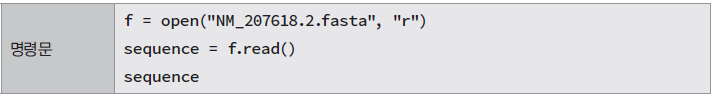 명령문
f = open("NM_207618.2.fasta", "r")
sequence = f.read()
sequence